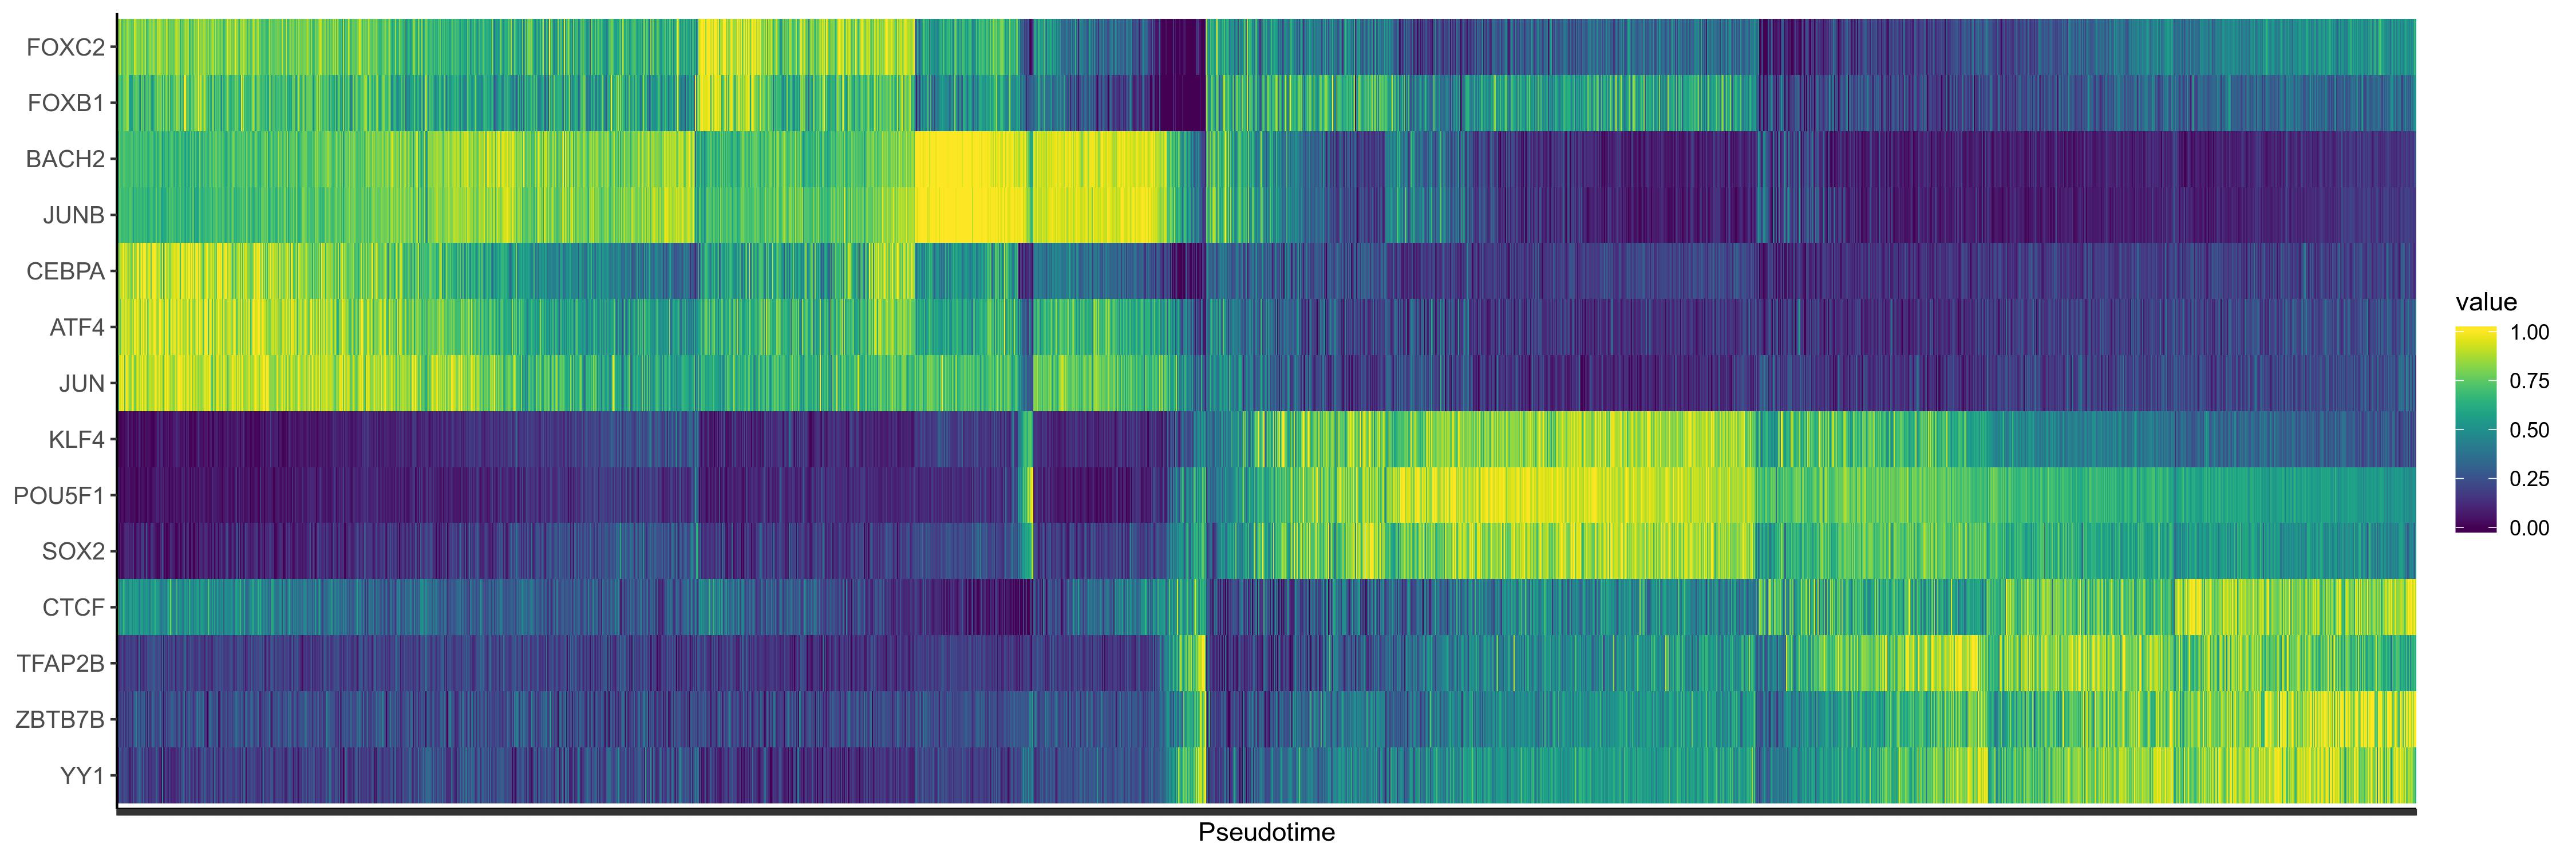 FOXC2
FOXB1
BACH2
JUNB
CEBPA
ATF4
JUN
KLF4
POU5F1
SOX2
CTCF
TFAP2B
ZBTB7B
YY1
Pseudotime
value
1.00
0.75
0.50
0.25
0.00